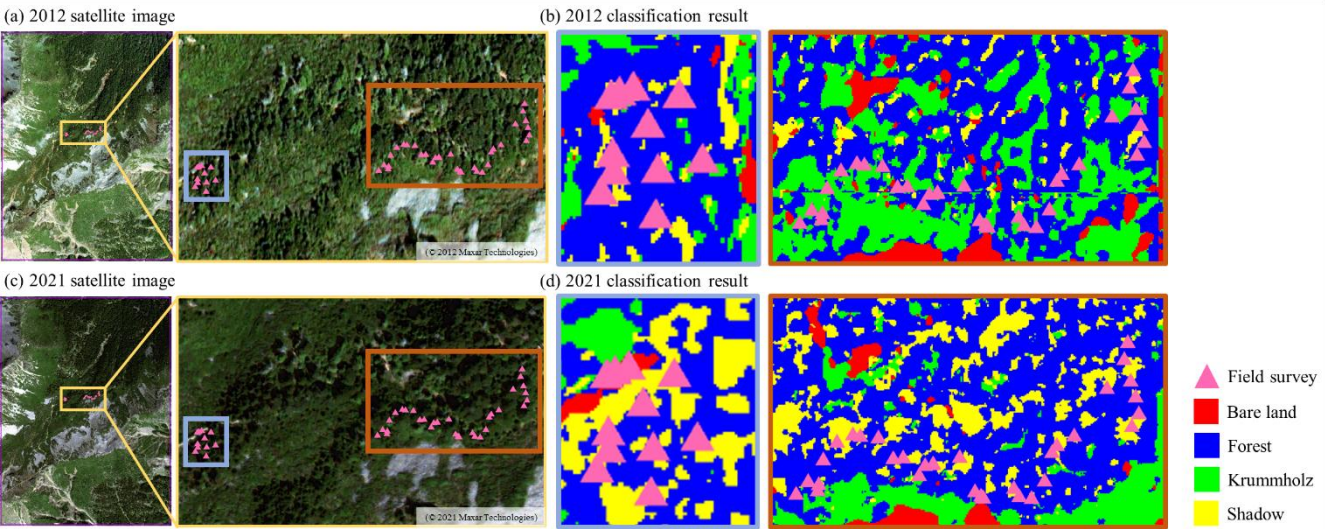 (a) 2012 satellite image
(b) 2012 classification result
(© 2012 Maxar Technologies)
(c) 2021 satellite image
(d) 2021 classification result
(© 2021 Maxar Technologies)
Field survey
Bare land
Forest
Krummholz
Shadow